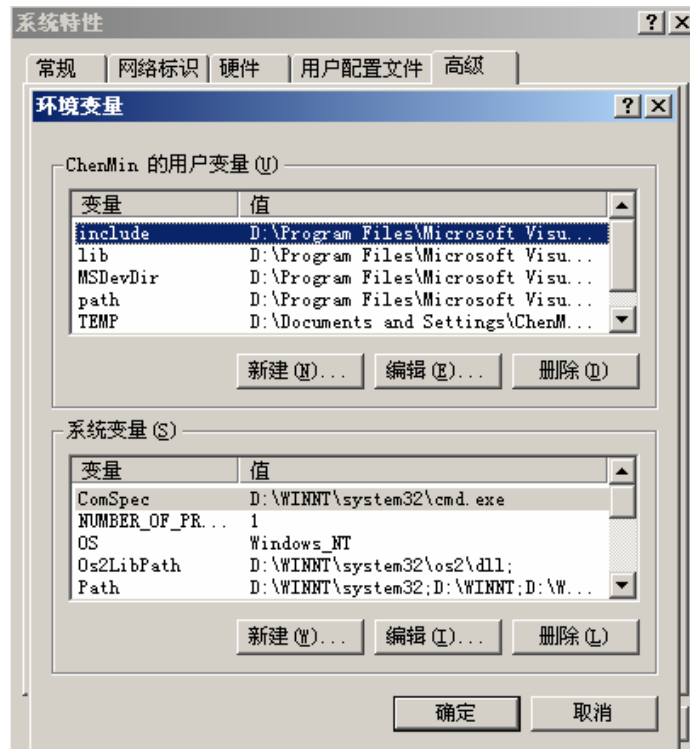 系统特性
常规 网络标识 硬件 用户配置文件 高级
环境变量
ChenMin 的用户变量(U)
变量 值
include D:\Program Files\Microsoft Visu...
lib D:\Program Files\Microsoft Visu...
MSDevDir D:\Program Files\Microsoft Visu...
path D:\Program Files\Microsoft Visu...
TEMP D:\Documents and Settings\ChenM...
新建(N)... 编辑(E)... 删除(D)
系统变量(S)
变量 值
ComSpec D:\WINNT\system32\cmd.exe
NUMBER_OF_PR... 1
OS Windows_NT
Os2LibPath D:\WINNT\system32\os2\dll;
Path D:\WINNT\system32;D:\WINNT;D:\W...
新建(W)... 编辑(I)... 删除(L)
确定 取消